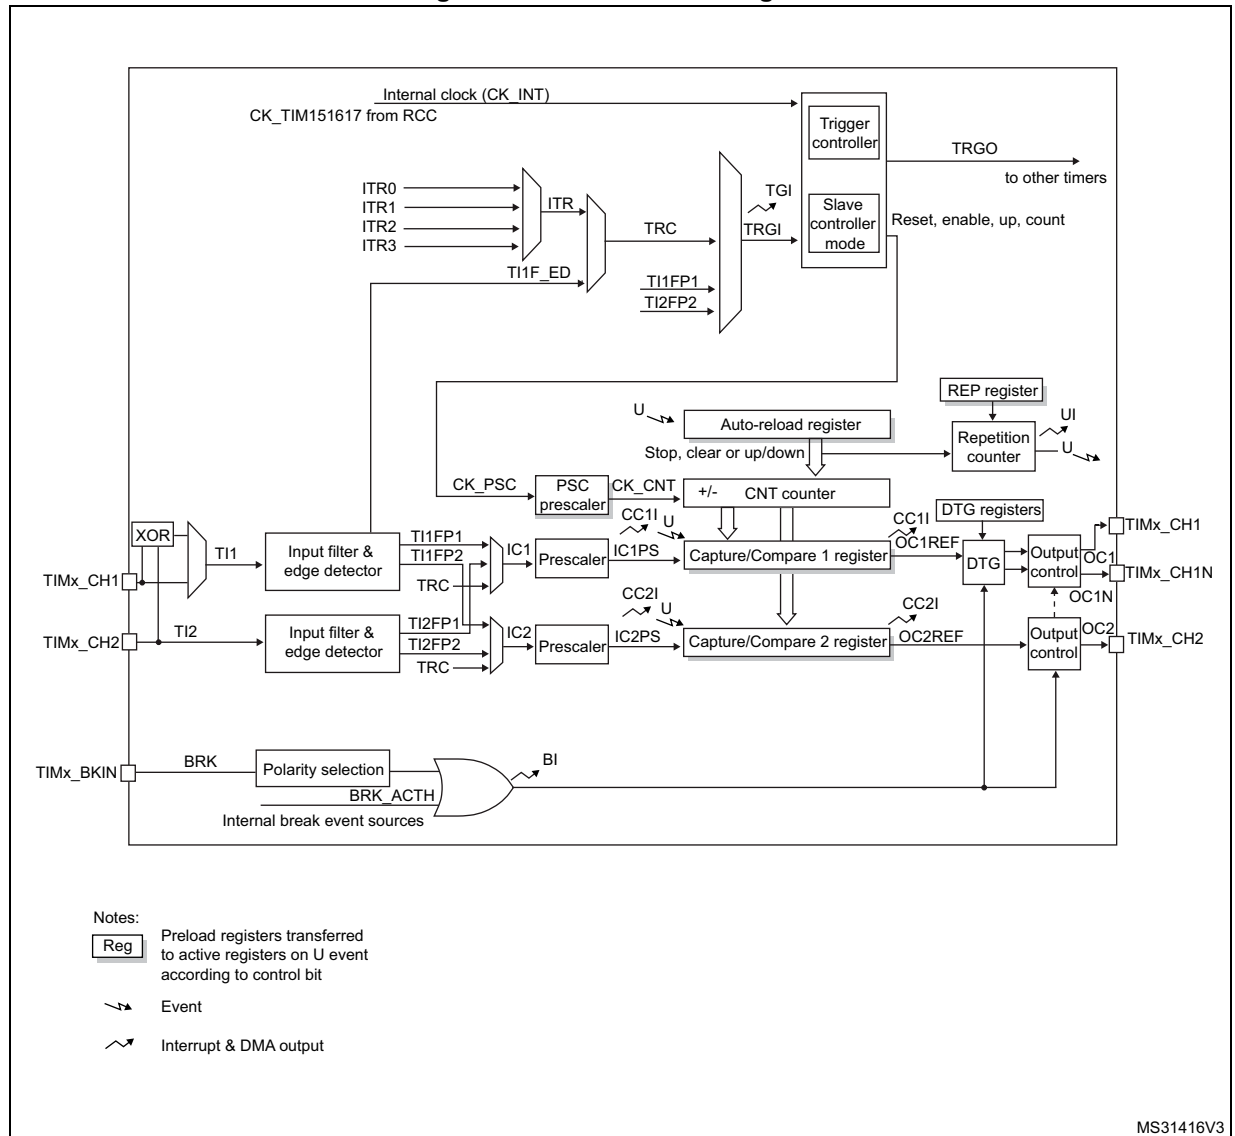 Internal clock (CK_INT)
CK_TIM151617 from RCC
Trigger
controller
TRGO
to other timers
ITR0
ITR1
ITR2
ITR3
ITR
TRC
TGI
TRGI
Slave
controller
mode
Reset, enable, up, count
TI1F_ED
TI1FP1
TI2FP2
REP register
U
Auto-reload register
Repetition
counter
UI
U
Stop, clear or up/down
CK_PSC
PSC
prescaler
CK_CNT
+/-
CNT counter
DTG registers
XOR
TI1
Input filter &
edge detector
TI1FP1
TI1FP2
TRC
IC1
Prescaler
IC1PS
CC1I
U
Capture/Compare 1 register
CC1I
OC1REF
DTG
Output
control
OC1
OC1N
TIMx_CH1
TIMx_CH1N
TIMx_CH1
TIMx_CH2
TI2
Input filter &
edge detector
TI2FP1
TI2FP2
TRC
IC2
Prescaler
IC2PS
CC2I
U
Capture/Compare 2 register
CC2I
OC2REF
Output
control
OC2
TIMx_CH2
TIMx_BKIN
BRK
Polarity selection
BRK_ACTH
Internal break event sources
BI
Notes:
Reg
Preload registers transferred
to active registers on U event
according to control bit
Event
Interrupt & DMA output
MS31416V3